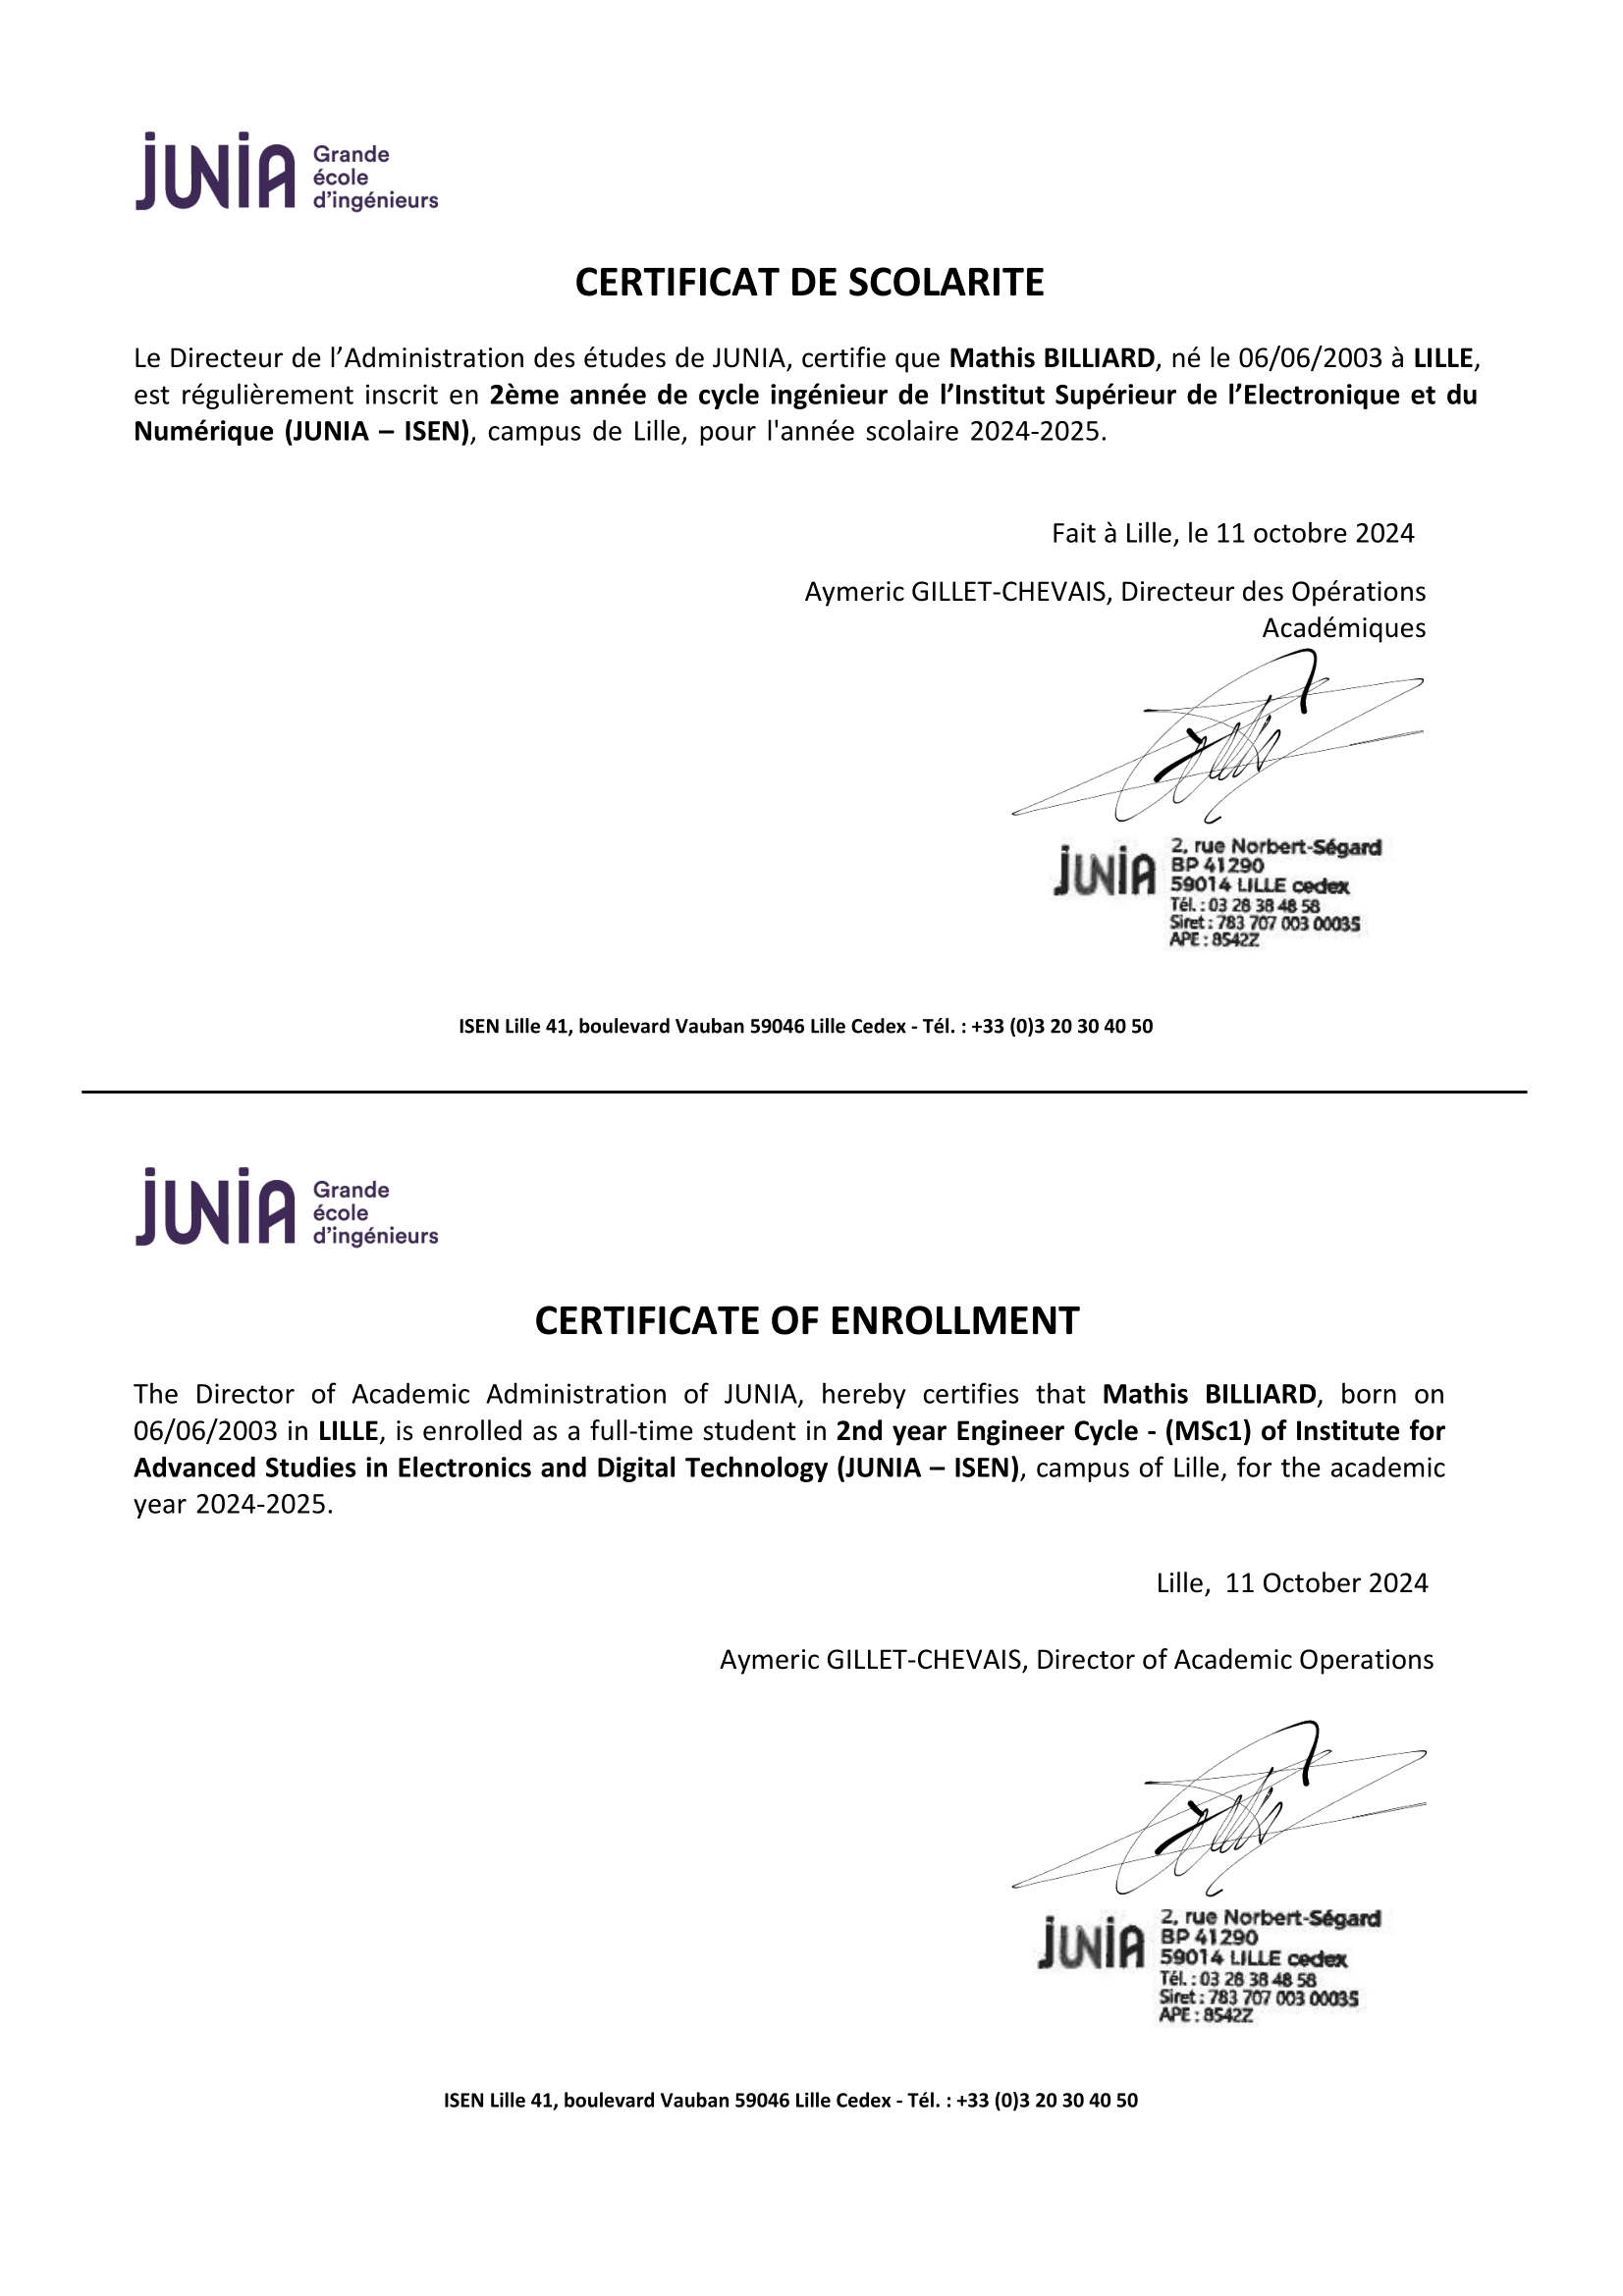 JUNIA Grande
école
d'ingénieurs
CERTIFICAT DE SCOLARITE
Le Directeur de l’Administration des études de JUNIA, certifie que Mathis BILLIARD, né le 06/06/2003 à LILLE,
est régulièrement inscrit en 2ème année de cycle ingénieur de l’Institut Supérieur de l’Electronique et du
Numérique (JUNIA – ISEN), campus de Lille, pour l'année scolaire 2024-2025.
Fait à Lille, le 11 octobre 2024
Aymeric GILLET-CHEVAIS, Directeur des Opérations
Académiques
JUNIA 2, rue Norbert-Ségard
BP 41290
59014 LILLE cedex
Tél. : 03 28 38 48 58
Siret : 783 707 003 00035
APE : 8542Z
ISEN Lille 41, boulevard Vauban 59046 Lille Cedex - Tél. : +33 (0)3 20 30 40 50
JUNIA Grande
école
d'ingénieurs
CERTIFICATE OF ENROLLMENT
The Director of Academic Administration of JUNIA, hereby certifies that Mathis BILLIARD, born on
06/06/2003 in LILLE, is enrolled as a full-time student in 2nd year Engineer Cycle - (MSc1) of Institute for
Advanced Studies in Electronics and Digital Technology (JUNIA – ISEN), campus of Lille, for the academic
year 2024-2025.
Lille, 11 October 2024
Aymeric GILLET-CHEVAIS, Director of Academic Operations
JUNIA 2, rue Norbert-Ségard
BP 41290
59014 LILLE cedex
Tél. : 03 28 38 48 58
Siret : 783 707 003 00035
APE : 8542Z
ISEN Lille 41, boulevard Vauban 59046 Lille Cedex - Tél. : +33 (0)3 20 30 40 50